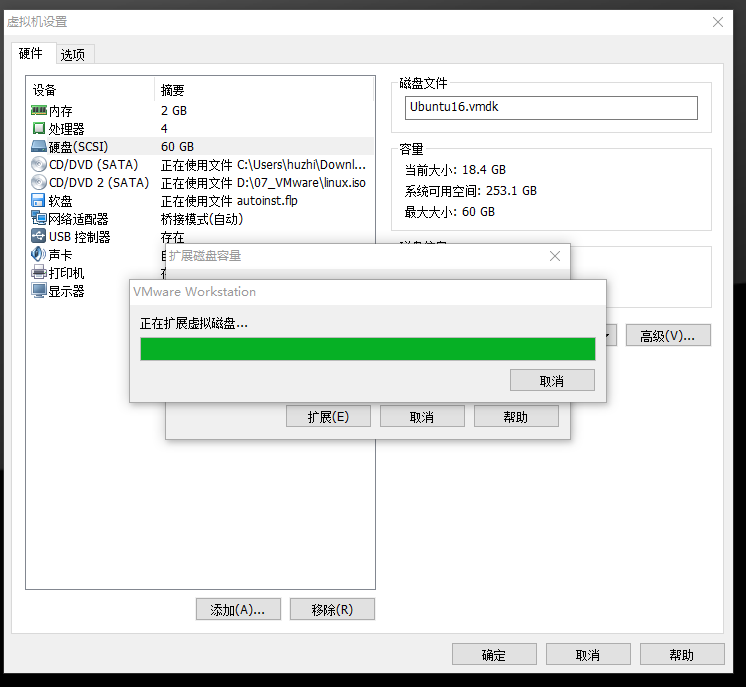 虚拟机设置
硬件 选项
设备 摘要
内存 2 GB
处理器 4
硬盘(SCSI) 60 GB
CD/DVD (SATA) 正在使用文件 C:\Users\huzhi\Downl...
CD/DVD 2 (SATA) 正在使用文件 D:\07_VMware\linux.iso
软盘 正在使用文件 autoinst.flp
网络适配器 桥接模式(自动)
USB 控制器 存在
声卡
打印机
显示器
磁盘文件
Ubuntu16.vmdk
容量
当前大小: 18.4 GB
系统可用空间: 253.1 GB
最大大小: 60 GB
高级(V)...
扩展磁盘容量
VMware Workstation
正在扩展虚拟磁盘...
取消
扩展(E) 取消 帮助
添加(A)... 移除(R)
确定 取消 帮助